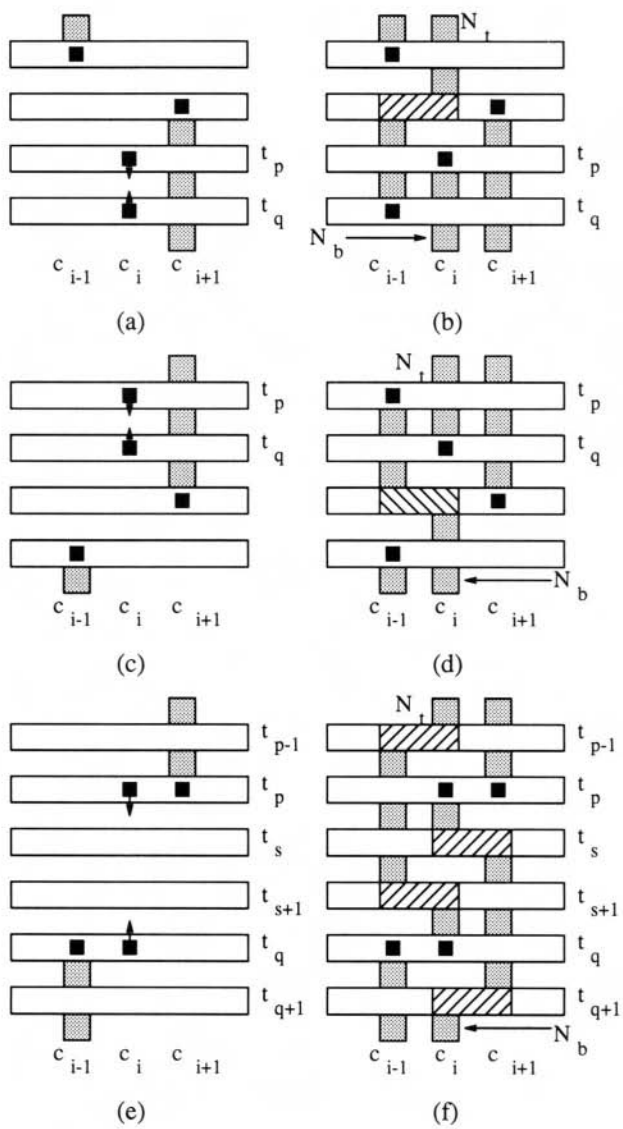 N t
t p
t q
N b
c i-1 c i c i+1
c i-1 c i c i+1
(a)
(b)
N t
t p
t q
t p
t q
N b
c i-1 c i c i+1
c i-1 c i c i+1
(c)
(d)
N t
t p-1
t p
t s
t s+1
t q
t q+1
t p-1
t p
t s
t s+1
t q
t q+1
N b
c i-1 c i c i+1
c i-1 c i c i+1
(e)
(f)